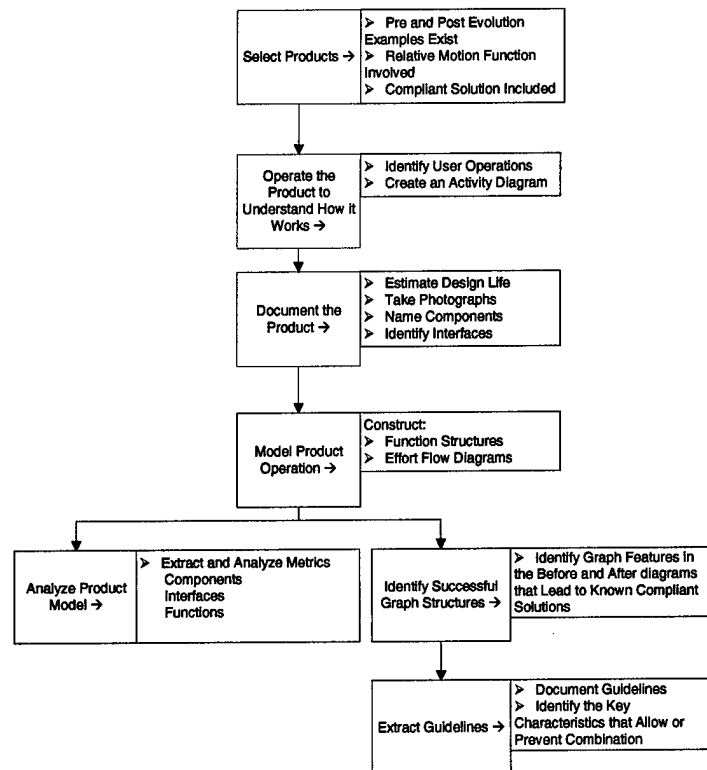 Select Products →
➢ Pre and Post Evolution
Examples Exist
➢ Relative Motion Function
Involved
➢ Compliant Solution Included
Operate the
Product to
Understand How it
Works →
➢ Identify User Operations
➢ Create an Activity Diagram
Document the
Product →
➢ Estimate Design Life
➢ Take Photographs
➢ Name Components
➢ Identify Interfaces
Model Product
Operation →
Construct:
➢ Function Structures
➢ Effort Flow Diagrams
Analyze Product
Model →
➢ Extract and Analyze Metrics
Components
Interfaces
Functions
Identify Successful
Graph Structures →
➢ Identify Graph Features in
the Before and After diagrams
that Lead to Known Compliant
Solutions
Extract Guidelines →
➢ Document Guidelines
➢ Identify the Key
Characteristics that Allow or
Prevent Combination